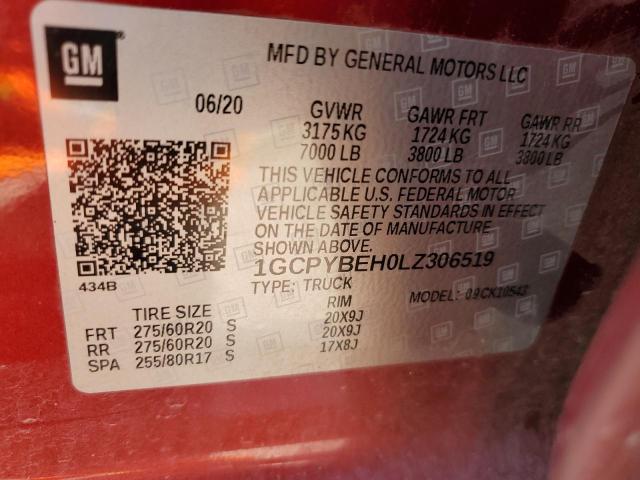 GM
MFD BY GENERAL MOTORS LLC
06/20 GVWR GAWR FRT GAWR RR
3175 KG 1724 KG 1724 KG
7000 LB 3800 LB 3800 LB
THIS VEHICLE CONFORMS TO ALL
APPLICABLE U.S. FEDERAL MOTOR
VEHICLE SAFETY STANDARDS IN EFFECT
ON THE DATE OF MANUFACTURE
SHOWN ABOVE.
1GCPYBEH0LZ306519
434B
TYPE: TRUCK MODEL: 09CK10543
TIRE SIZE RIM
FRT 275/60R20 S 20X9J
RR 275/60R20 S 20X9J
SPA 255/80R17 S 17X8J